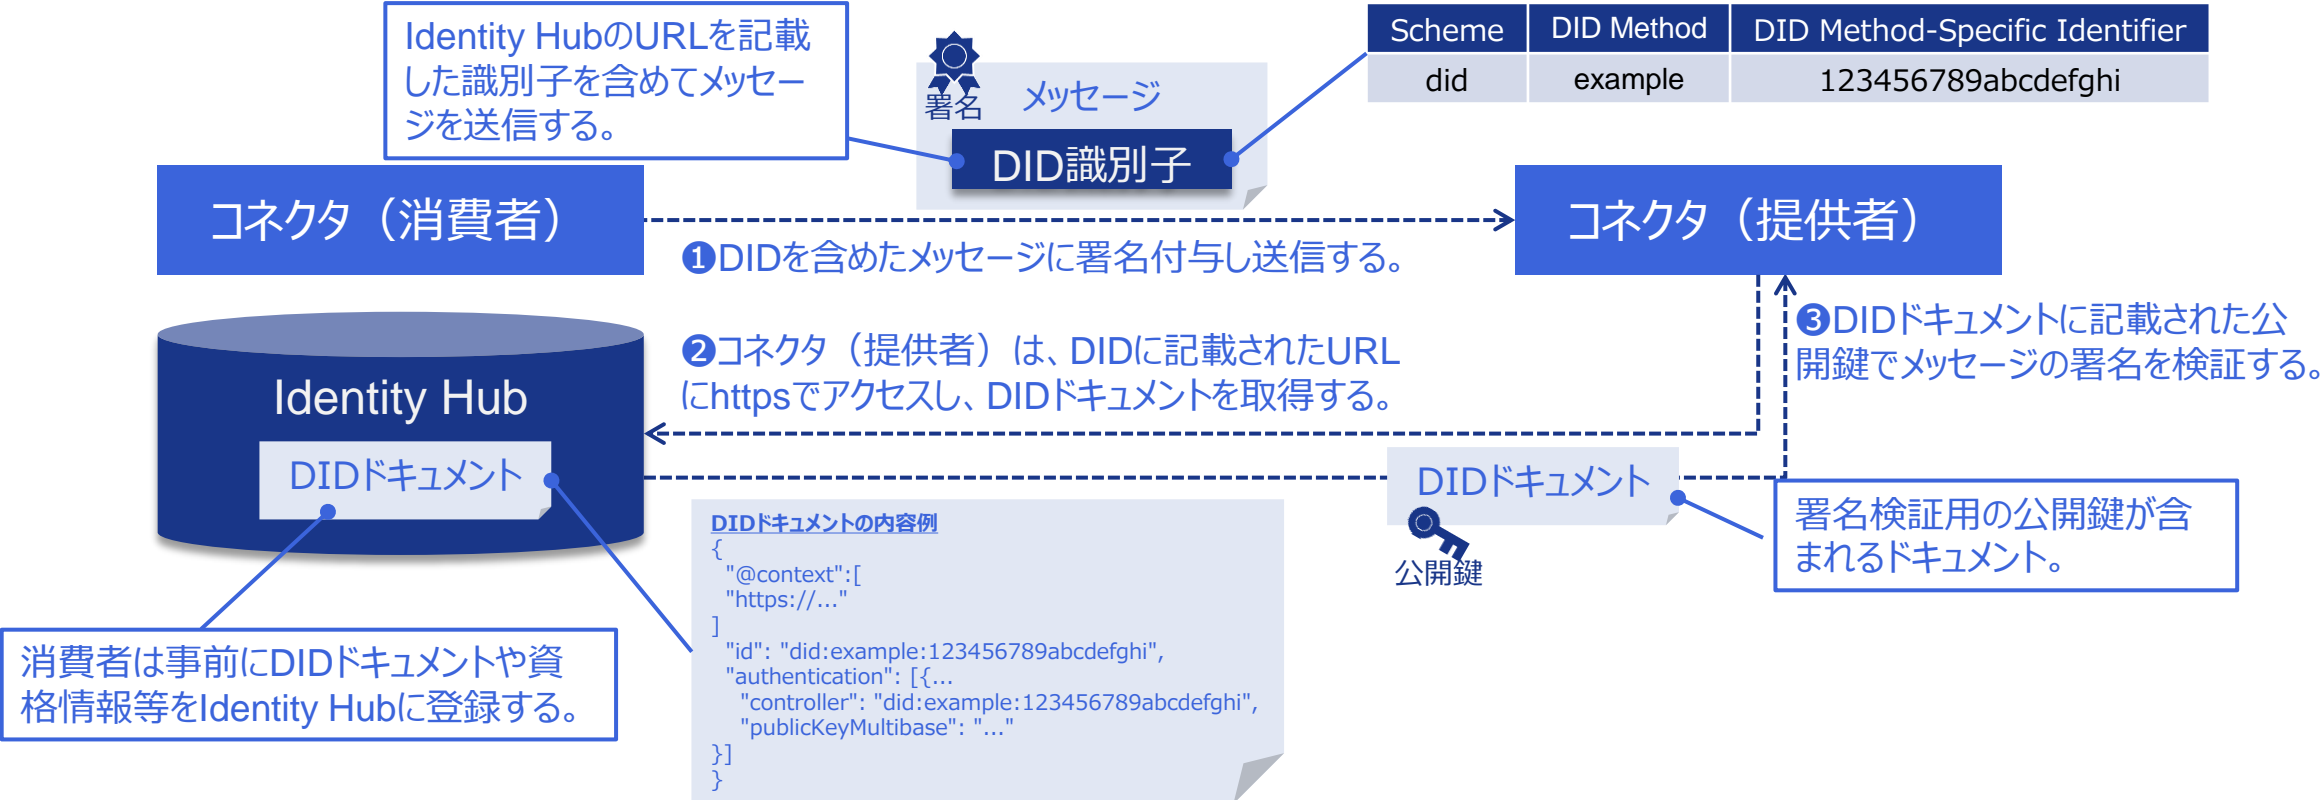 Identity HubのURLを記載
した識別子を含めてメッセー
ジを送信する。
署名
メッセージ
DID識別子
Scheme DID Method DID Method-Specific Identifier
did example 123456789abcdefghi
コネクタ（消費者）
コネクタ（提供者）
❶DIDを含めたメッセージに署名付与し送信する。
❷コネクタ（提供者）は、DIDに記載されたURL
にhttpsでアクセスし、DIDドキュメントを取得する。
❸DIDドキュメントに記載された公
開鍵でメッセージの署名を検証する。
Identity Hub
DIDドキュメント
DIDドキュメント
公開鍵
署名検証用の公開鍵が含
まれるドキュメント。
消費者は事前にDIDドキュメントや資
格情報等をIdentity Hubに登録する。
DIDドキュメントの内容例
{
"@context":[
"https://..."
]
"id": "did:example:123456789abcdefghi",
"authentication": [{...
"controller": "did:example:123456789abcdefghi",
"publicKeyMultibase": "..."
}]
}